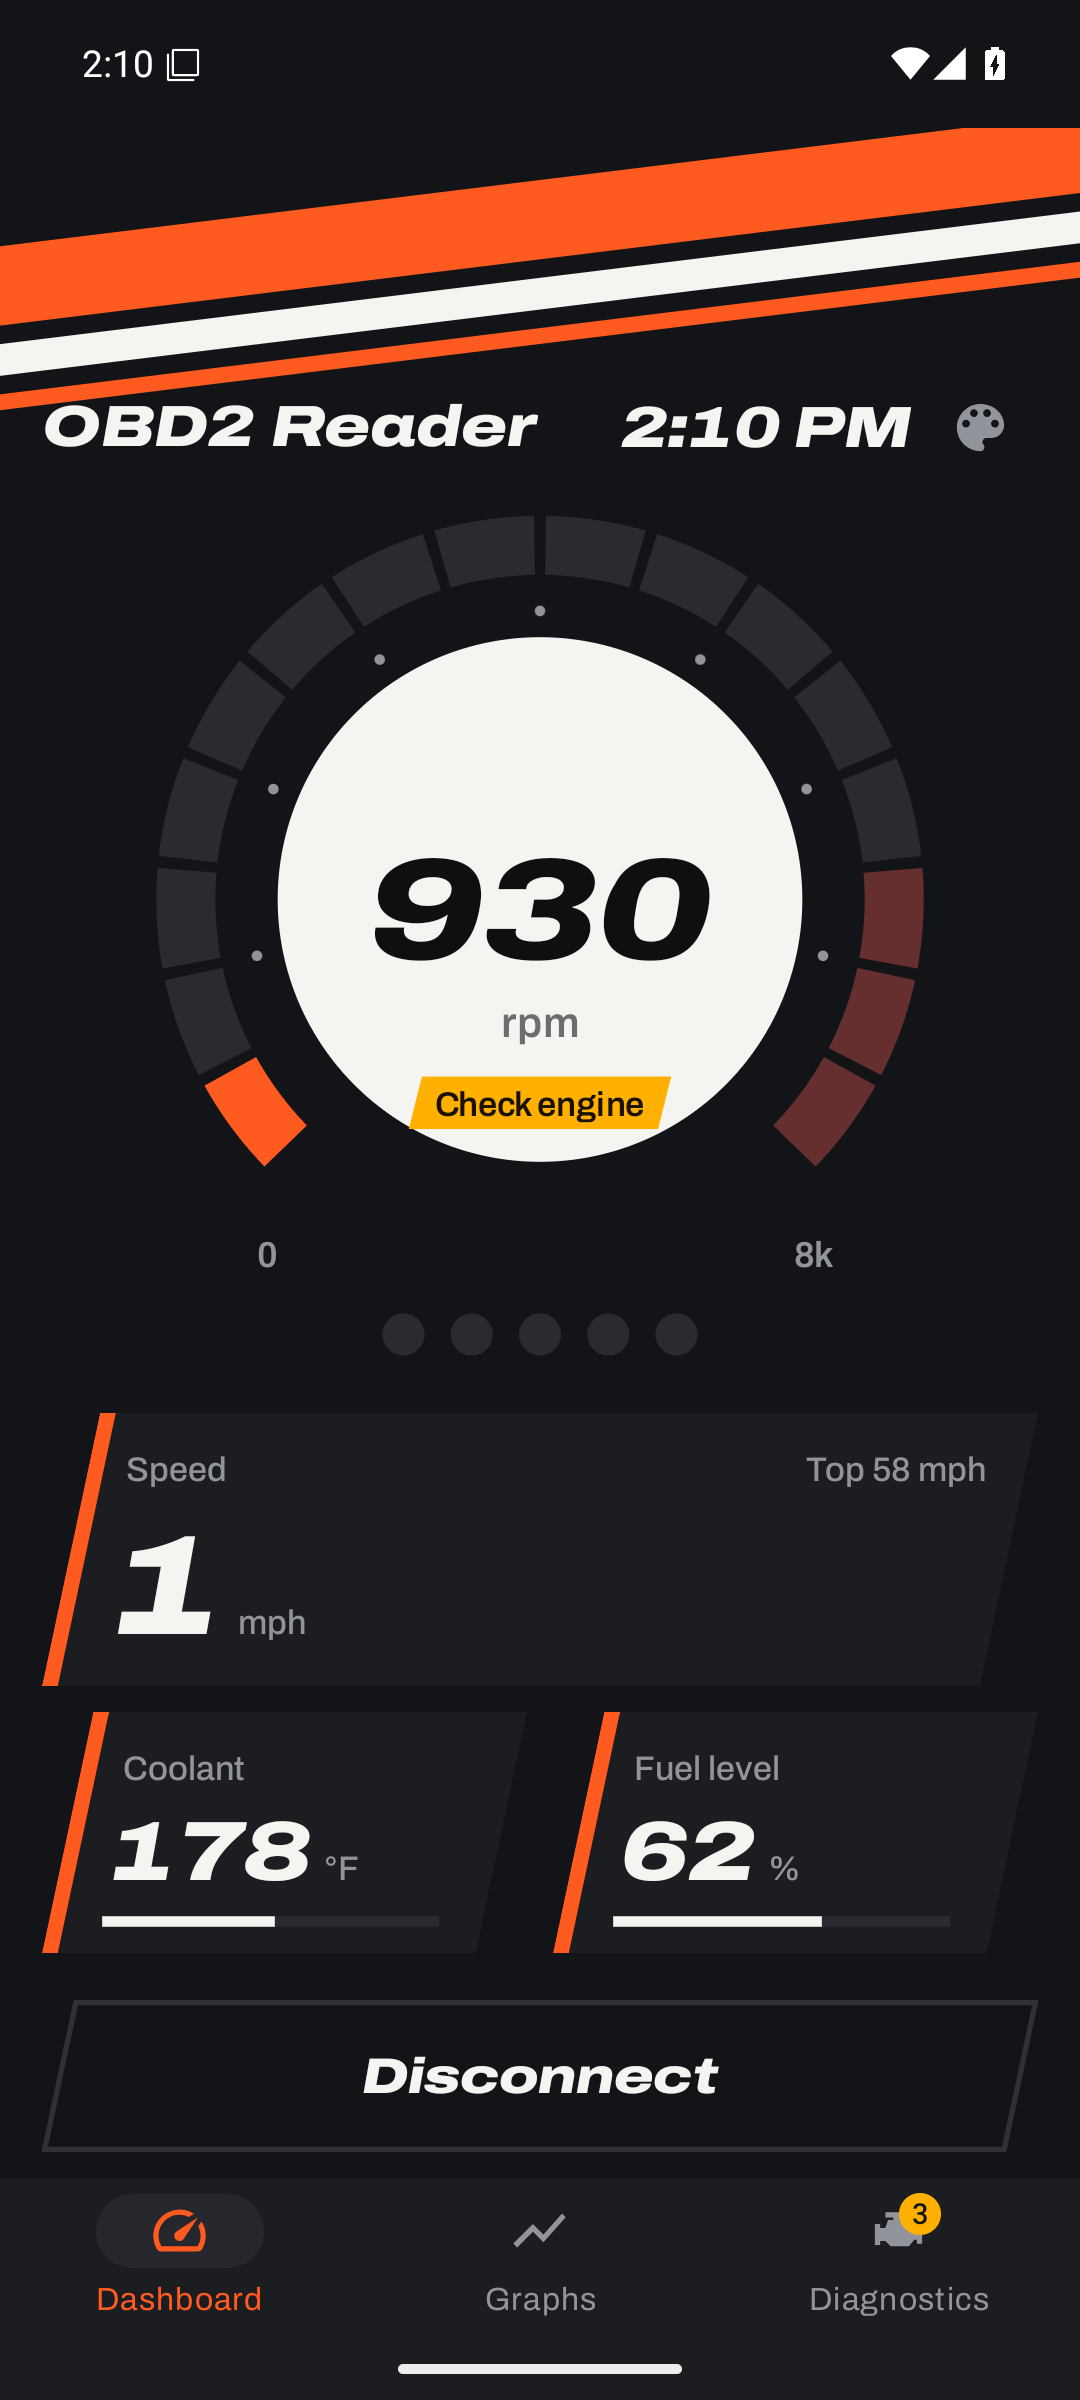 2:10
OBD2 Reader 2:10 PM
930
rpm
Check engine
0 8k
Speed Top 58 mph
1 mph
Coolant Fuel level
178 °F 62 %
Disconnect
3
Dashboard Graphs Diagnostics